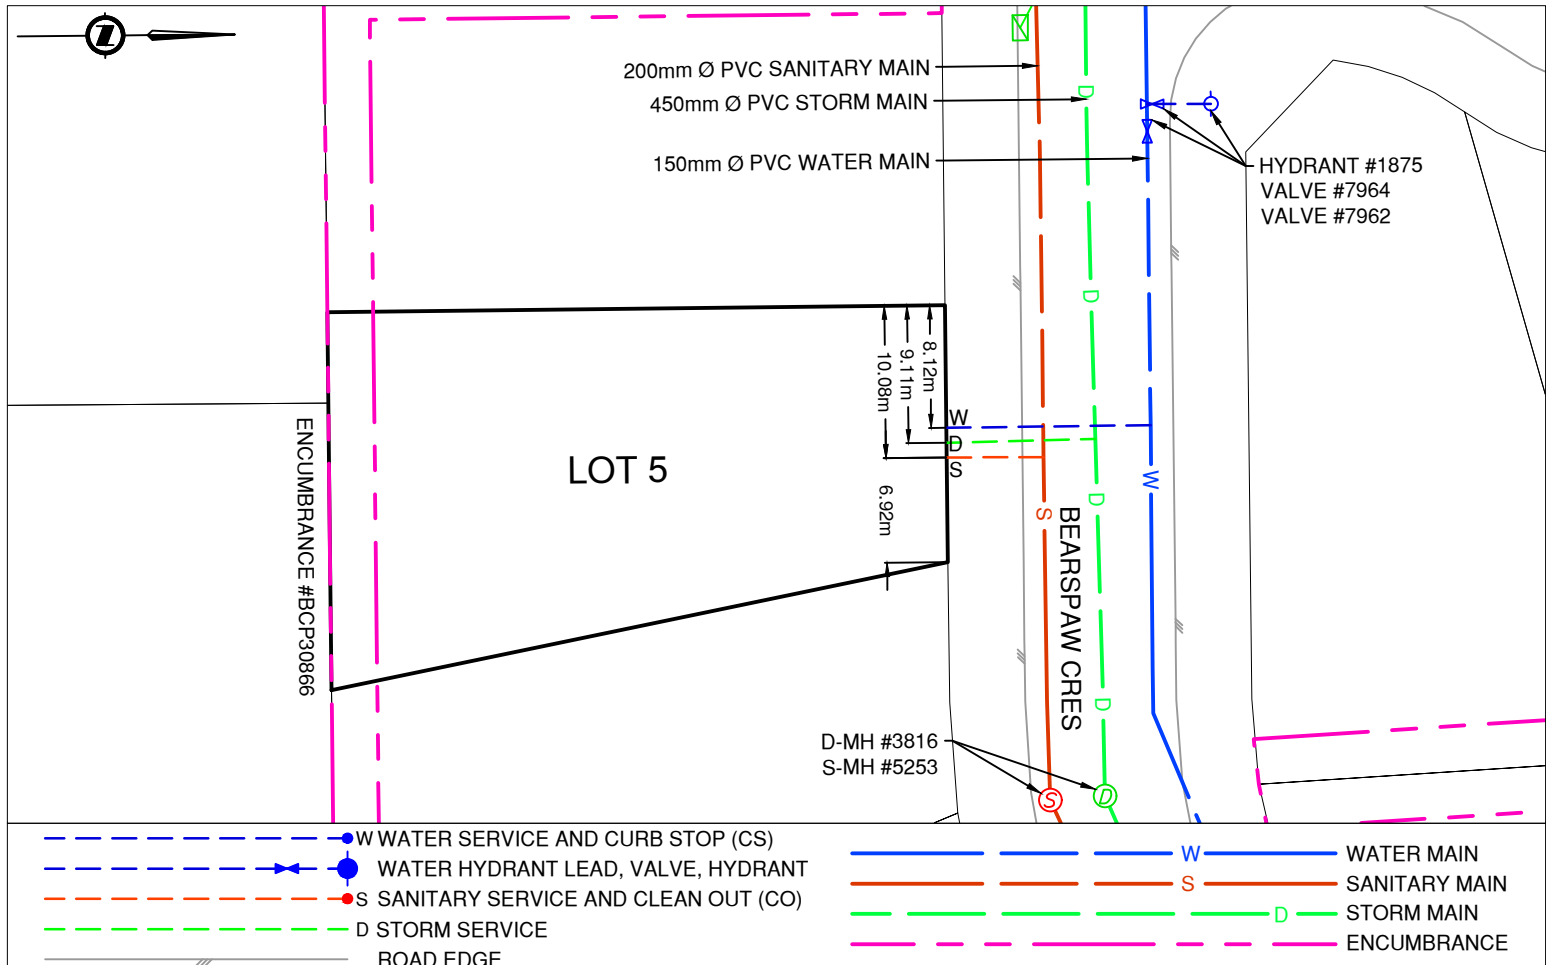 Z
200mm Ø PVC SANITARY MAIN
450mm Ø PVC STORM MAIN
150mm Ø PVC WATER MAIN
D
HYDRANT #1875
VALVE #7964
VALVE #7962
D
8.12m
9.11m
10.08m
6.92m
W
D
S
LOT 5
ENCUMBRANCE #BCP30866
W
D
S
BEARSPAW CRES
D
D-MH #3816
S-MH #5253
S
D
W WATER SERVICE AND CURB STOP (CS)
WATER HYDRANT LEAD, VALVE, HYDRANT
S SANITARY SERVICE AND CLEAN OUT (CO)
D STORM SERVICE
ROAD EDGE
W WATER MAIN
S SANITARY MAIN
D STORM MAIN
ENCUMBRANCE